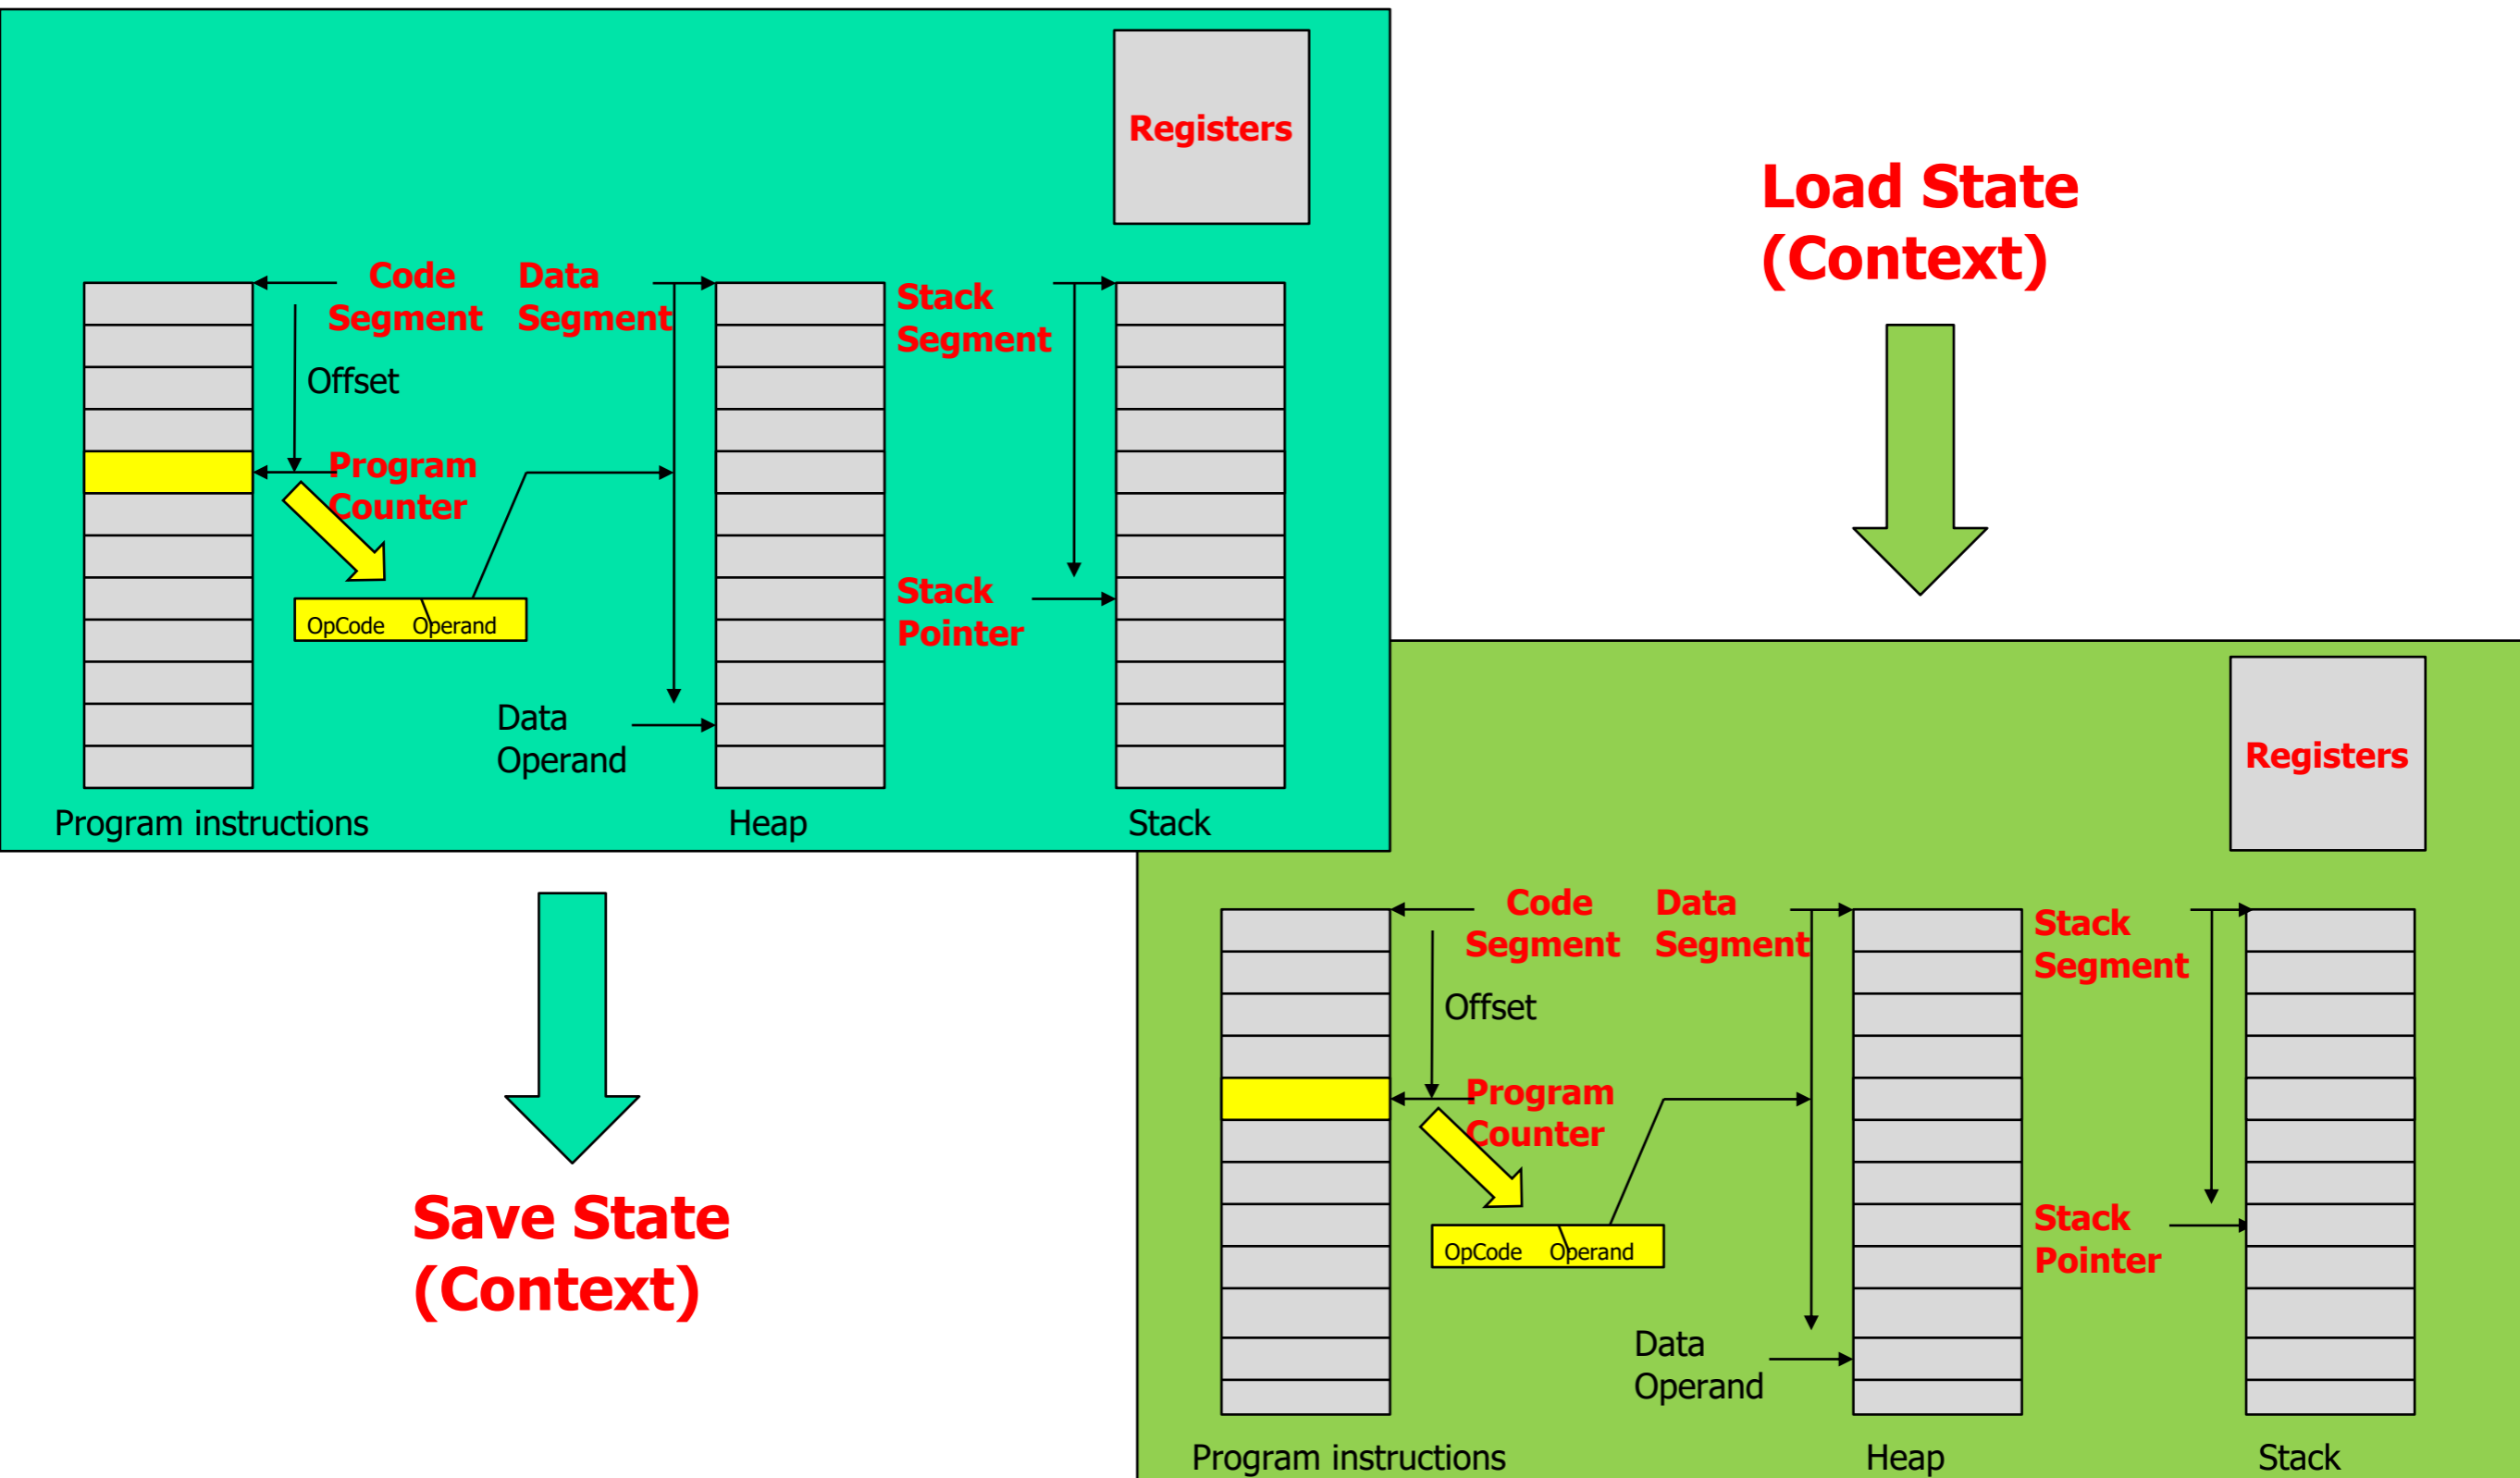 Registers
Load State
(Context)
Code
Segment
Data
Segment
Stack
Segment
Offset
Program
Counter
Stack
Pointer
OpCode
Operand
Data
Operand
Program instructions
Heap
Stack
Registers
Code
Segment
Data
Segment
Stack
Segment
Offset
Program
Counter
Save State
(Context)
Stack
Pointer
OpCode
Operand
Data
Operand
Program instructions
Heap
Stack